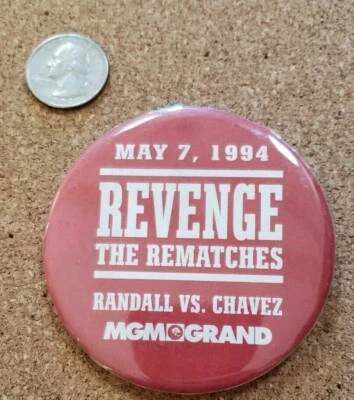 MAY 7, 1994
REVENGE
THE REMATCHES
RANDALL VS. CHAVEZ
MGM GRAND